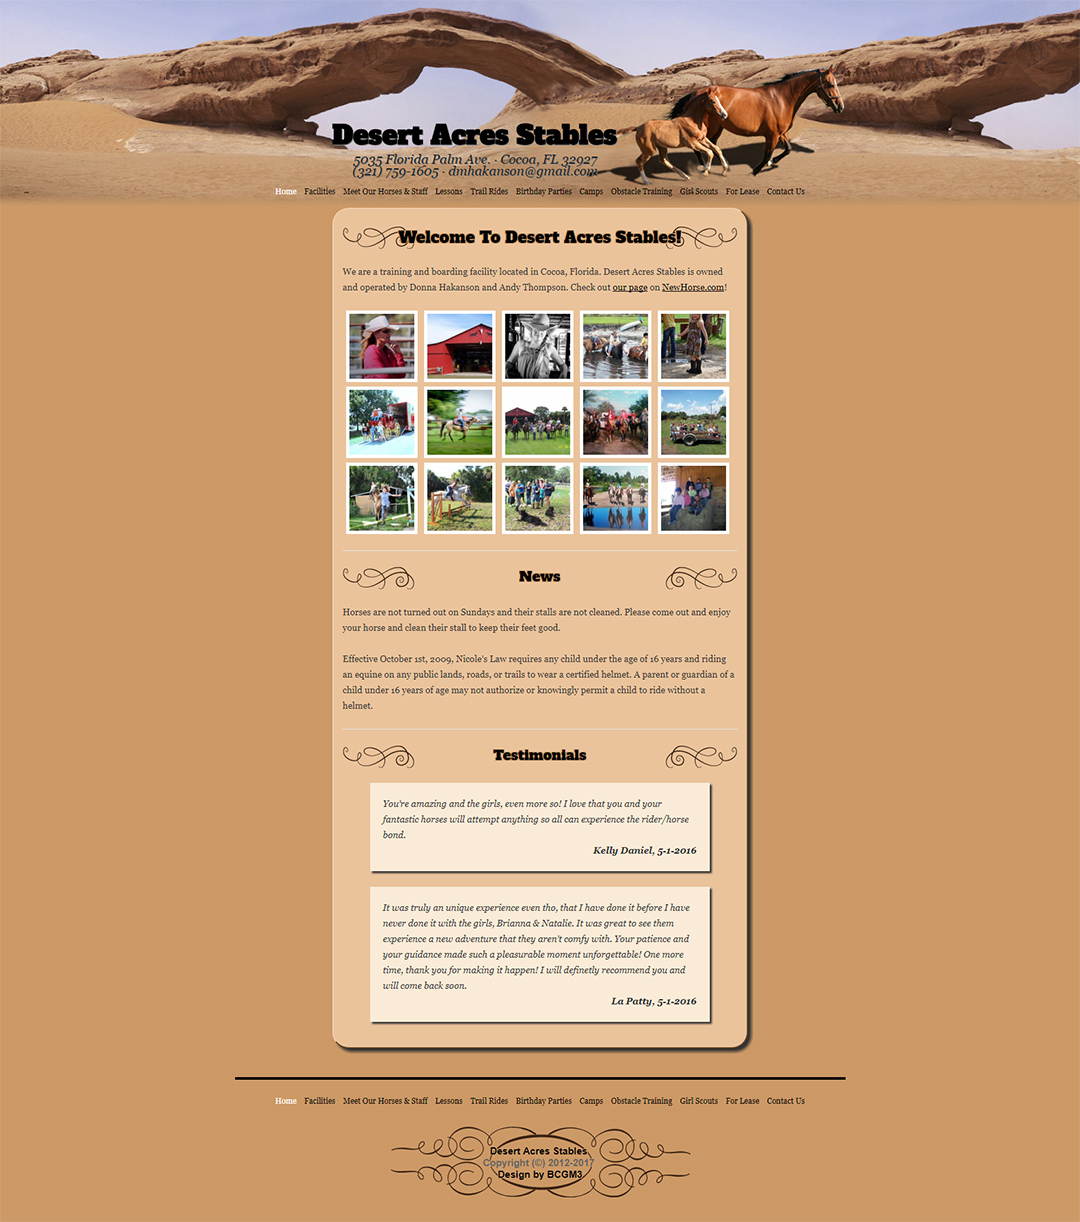 Desert Acres Stables
5035 Florida Palm Ave. · Cocoa, FL 32927
(321) 759-1605 · dmhakanson@gmail.com
Home Facilities Meet Our Horses & Staff Lessons Trail Rides Birthday Parties Camps Obstacle Training Girl Scouts For Lease Contact Us
Welcome To Desert Acres Stables!
We are a training and boarding facility located in Cocoa, Florida. Desert Acres Stables is owned
and operated by Donna Hakanson and Andy Thompson. Check out our page on NewHorse.com!
News
Horses are not turned out on Sundays and their stalls are not cleaned. Please come out and enjoy
your horse and clean their stall to keep their feet good.
Effective October 1st, 2009, Nicole's Law requires any child under the age of 16 years and riding
an equine on any public lands, roads, or trails to wear a certified helmet. A parent or guardian of a
child under 16 years of age may not authorize or knowingly permit a child to ride without a
helmet.
Testimonials
You're amazing and the girls, even more so! I love that you and your
fantastic horses will attempt anything so all can experience the rider/horse
bond.
Kelly Daniel, 5-1-2016
It was truly an unique experience even tho, that I have done it before I have
never done it with the girls, Brianna & Natalie. It was great to see them
experience a new adventure that they aren't comfy with. Your patience and
your guidance made such a pleasurable moment unforgettable! One more
time, thank you for making it happen! I will definetly recommend you and
will come back soon.
La Patty, 5-1-2016
Home Facilities Meet Our Horses & Staff Lessons Trail Rides Birthday Parties Camps Obstacle Training Girl Scouts For Lease Contact Us
Desert Acres Stables
Copyright (©) 2012-2017
Design by BCGM3